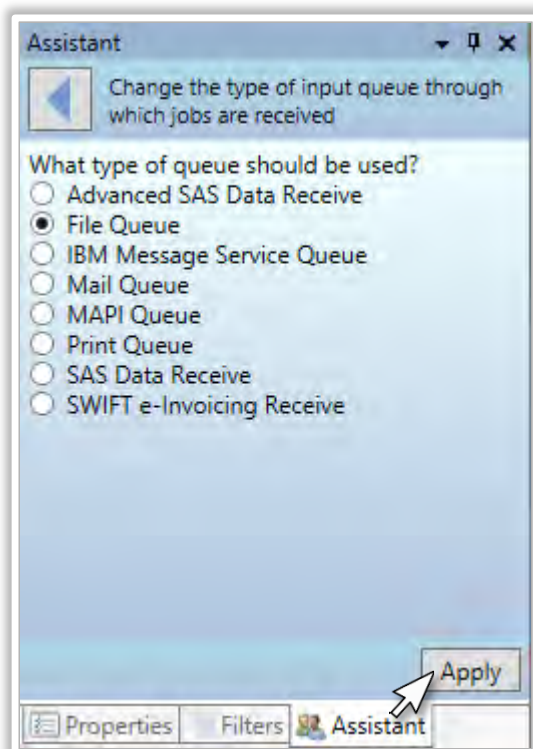 Assistant
Change the type of input queue through
which jobs are received
What type of queue should be used?
Advanced SAS Data Receive
File Queue
IBM Message Service Queue
Mail Queue
MAPI Queue
Print Queue
SAS Data Receive
SWIFT e-Invoicing Receive
Apply
Properties Filters Assistant